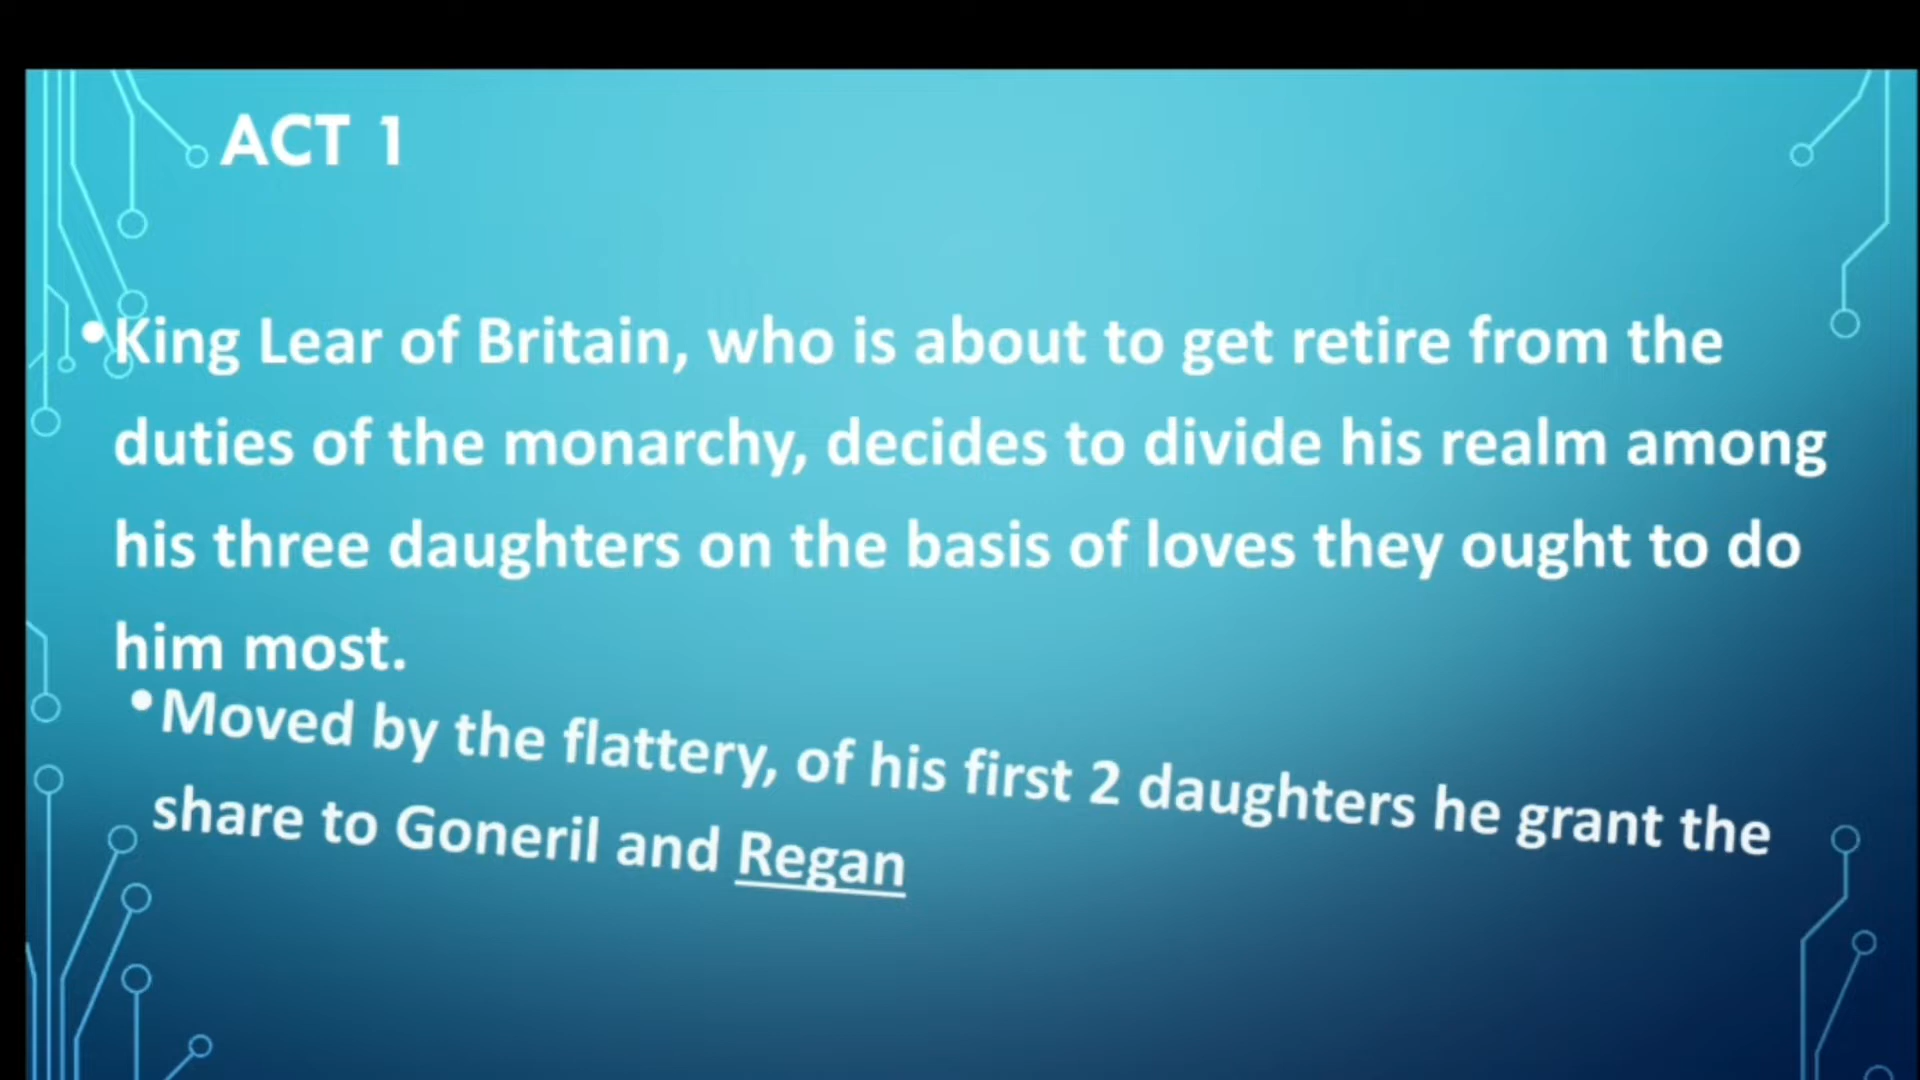 ACT 1
•King Lear of Britain, who is about to get retire from the
duties of the monarchy, decides to divide his realm among
his three daughters on the basis of loves they ought to do
him most.
•Moved by the flattery, of his first 2 daughters he grant the
share to Goneril and Regan